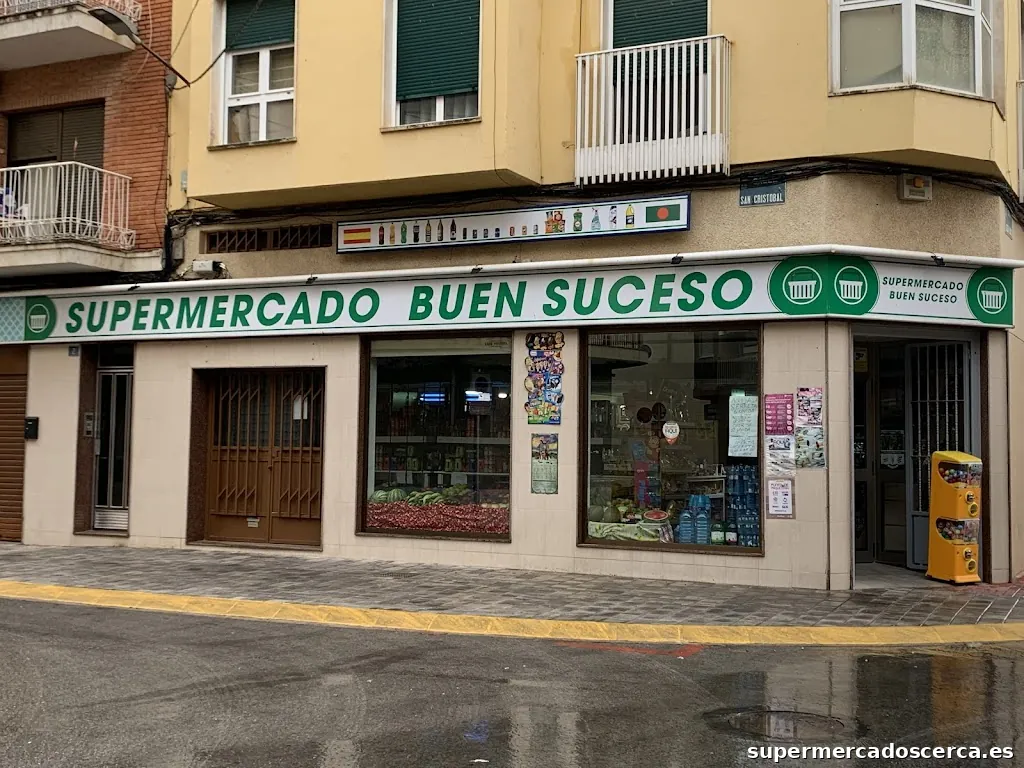 SAN CRISTOBAL
SUPERMERCADO BUEN SUCESO
SUPERMERCADO
BUEN SUCESO
supermercadoscerca.es